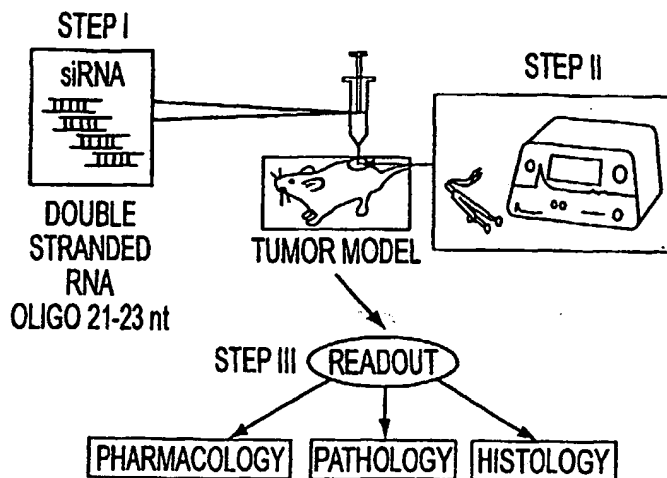 STEP I
siRNA
DOUBLE
STRANDED
RNA
OLIGO 21-23 nt
STEP II
TUMOR MODEL
STEP III
READOUT
PHARMACOLOGY
PATHOLOGY
HISTOLOGY